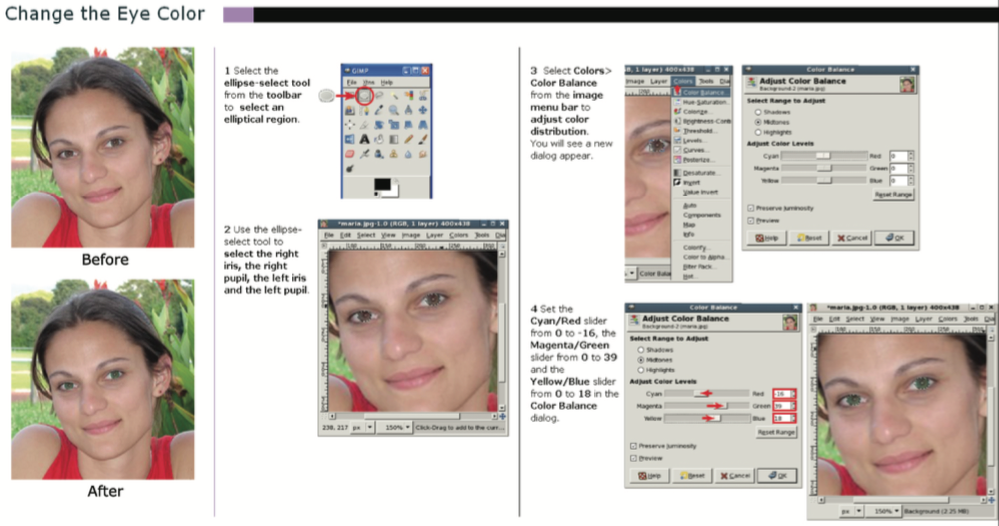 Change the Eye Color
Before
After
1 Select the
ellipse-select tool
from the toolbar
to select an
elliptical region.
GIMP
File Xtns Help
2 Use the ellipse-
select tool to
select the right
iris, the right
pupil, the left iris
and the left pupil.
*maria.jpg-1.0 (RGB, 1 layer) 400x438
File Edit Select View Image Layer Colors Tools Dialogs
238, 217 px 150% Click-Drag to add to the curr...
3 Select Colors>
Color Balance
from the image
menu bar to
adjust color
distribution.
You will see a new
dialog appear.
B, 1 layer) 400x438
Image Layer Colors Tools Dia
Color Balance...
Hue-Saturation...
Colorize...
Brightness-Contr
Threshold...
Levels...
Curves...
Posterize...
Desaturate...
Invert
Value Invert
Auto
Components
Map
Info
Colorify...
Color to Alpha...
Filter Pack...
Hot...
Color Bala
Color Balance
Adjust Color Balance
Background-2 (maria.jpg)
Select Range to Adjust
Shadows
Midtones
Highlights
Adjust Color Levels
Cyan Red 0
Magenta Green 0
Yellow Blue 0
Reset Range
Preserve luminosity
Preview
Help Reset Cancel OK
4 Set the
Cyan/Red slider
from 0 to -16, the
Magenta/Green
slider from 0 to 39
and the
Yellow/Blue slider
from 0 to 18 in the
Color Balance
dialog.
Color Balance
Adjust Color Balance
Background-2 (maria.jpg)
Select Range to Adjust
Shadows
Midtones
Highlights
Adjust Color Levels
Cyan Red -16
Magenta Green 39
Yellow Blue 18
Reset Range
Preserve luminosity
Preview
Help Reset Cancel OK
*maria.jpg-1.0 (RGB, 1 layer) 400x438
File Edit Select View Image Layer Colors Tools Dialogs
px 150% Background (2.25 MB)